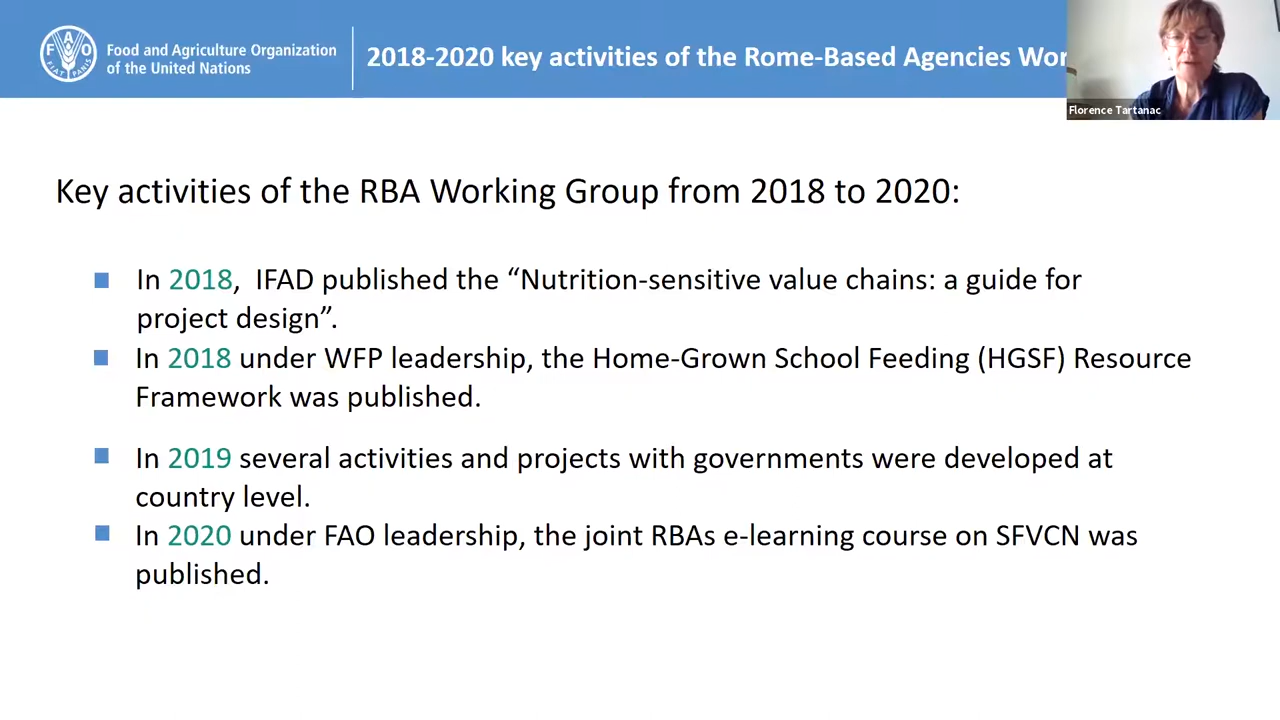 Food and Agriculture Organization
of the United Nations
2018-2020 key activities of the Rome-Based Agencies Wor
Florence Tartanac
Key activities of the RBA Working Group from 2018 to 2020:
In 2018, IFAD published the “Nutrition-sensitive value chains: a guide for
project design”.
In 2018 under WFP leadership, the Home-Grown School Feeding (HGSF) Resource
Framework was published.
In 2019 several activities and projects with governments were developed at
country level.
In 2020 under FAO leadership, the joint RBAs e-learning course on SFVCN was
published.